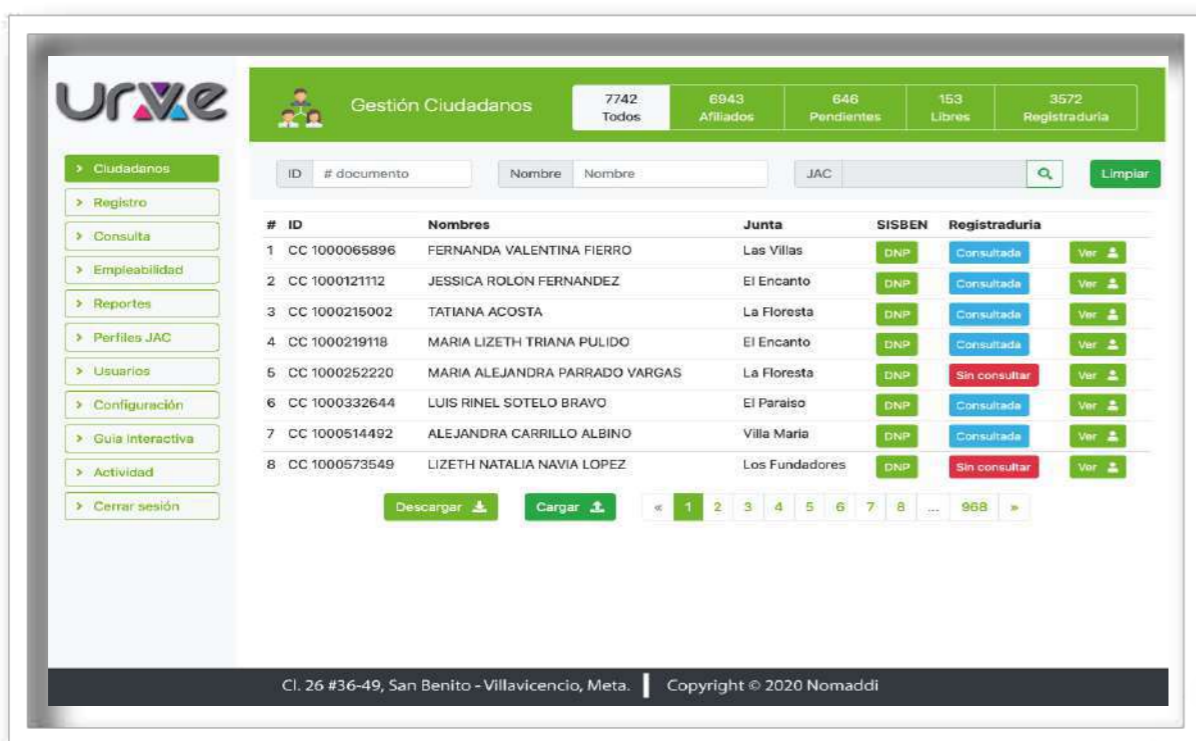 urve
Gestión Ciudadanos
7742 Todos
6943 Afiliados
646 Pendientes
153 Libres
3572 Registraduria
> Ciudadanos
> Registro
> Consulta
> Empleabilidad
> Reportes
> Perfiles JAC
> Usuarios
> Configuración
> Guia Interactiva
> Actividad
> Cerrar sesión
ID # documento Nombre Nombre JAC Limpiar
# ID Nombres Junta SISBEN Registraduria
1 CC 1000065896 FERNANDA VALENTINA FIERRO Las Villas DNP Consultada Ver
2 CC 1000121112 JESSICA ROLON FERNANDEZ El Encanto DNP Consultada Ver
3 CC 1000215002 TATIANA ACOSTA La Floresta DNP Consultada Ver
4 CC 1000219118 MARIA LIZETH TRIANA PULIDO El Encanto DNP Consultada Ver
5 CC 1000252220 MARIA ALEJANDRA PARRADO VARGAS La Floresta DNP Sin consultar Ver
6 CC 1000332644 LUIS RINEL SOTELO BRAVO El Paraiso DNP Consultada Ver
7 CC 1000514492 ALEJANDRA CARRILLO ALBINO Villa Maria DNP Consultada Ver
8 CC 1000573549 LIZETH NATALIA NAVIA LOPEZ Los Fundadores DNP Sin consultar Ver
Descargar Cargar « 1 2 3 4 5 6 7 8 ... 968 »
Cl. 26 #36-49, San Benito - Villavicencio, Meta. | Copyright © 2020 Nomaddi